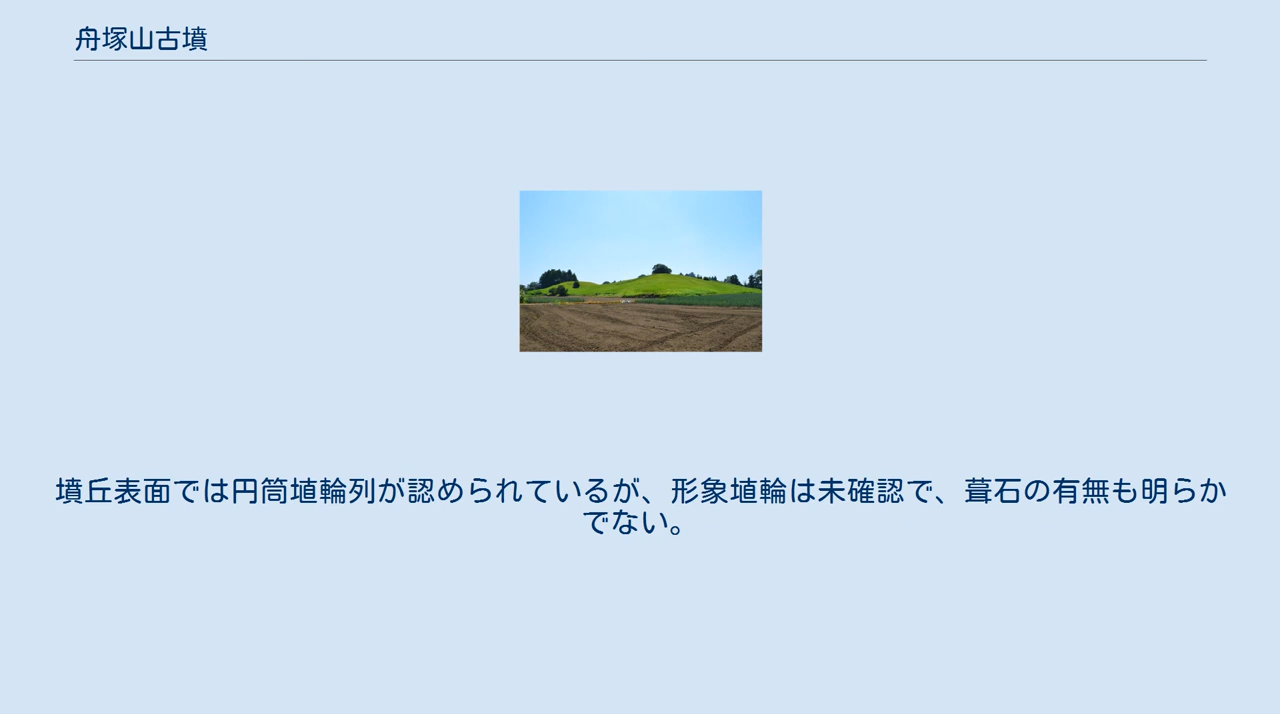 舟塚山古墳
墳丘表面では円筒埴輪列が認められているが、形象埴輪は未確認で、葺石の有無も明らか
でない。